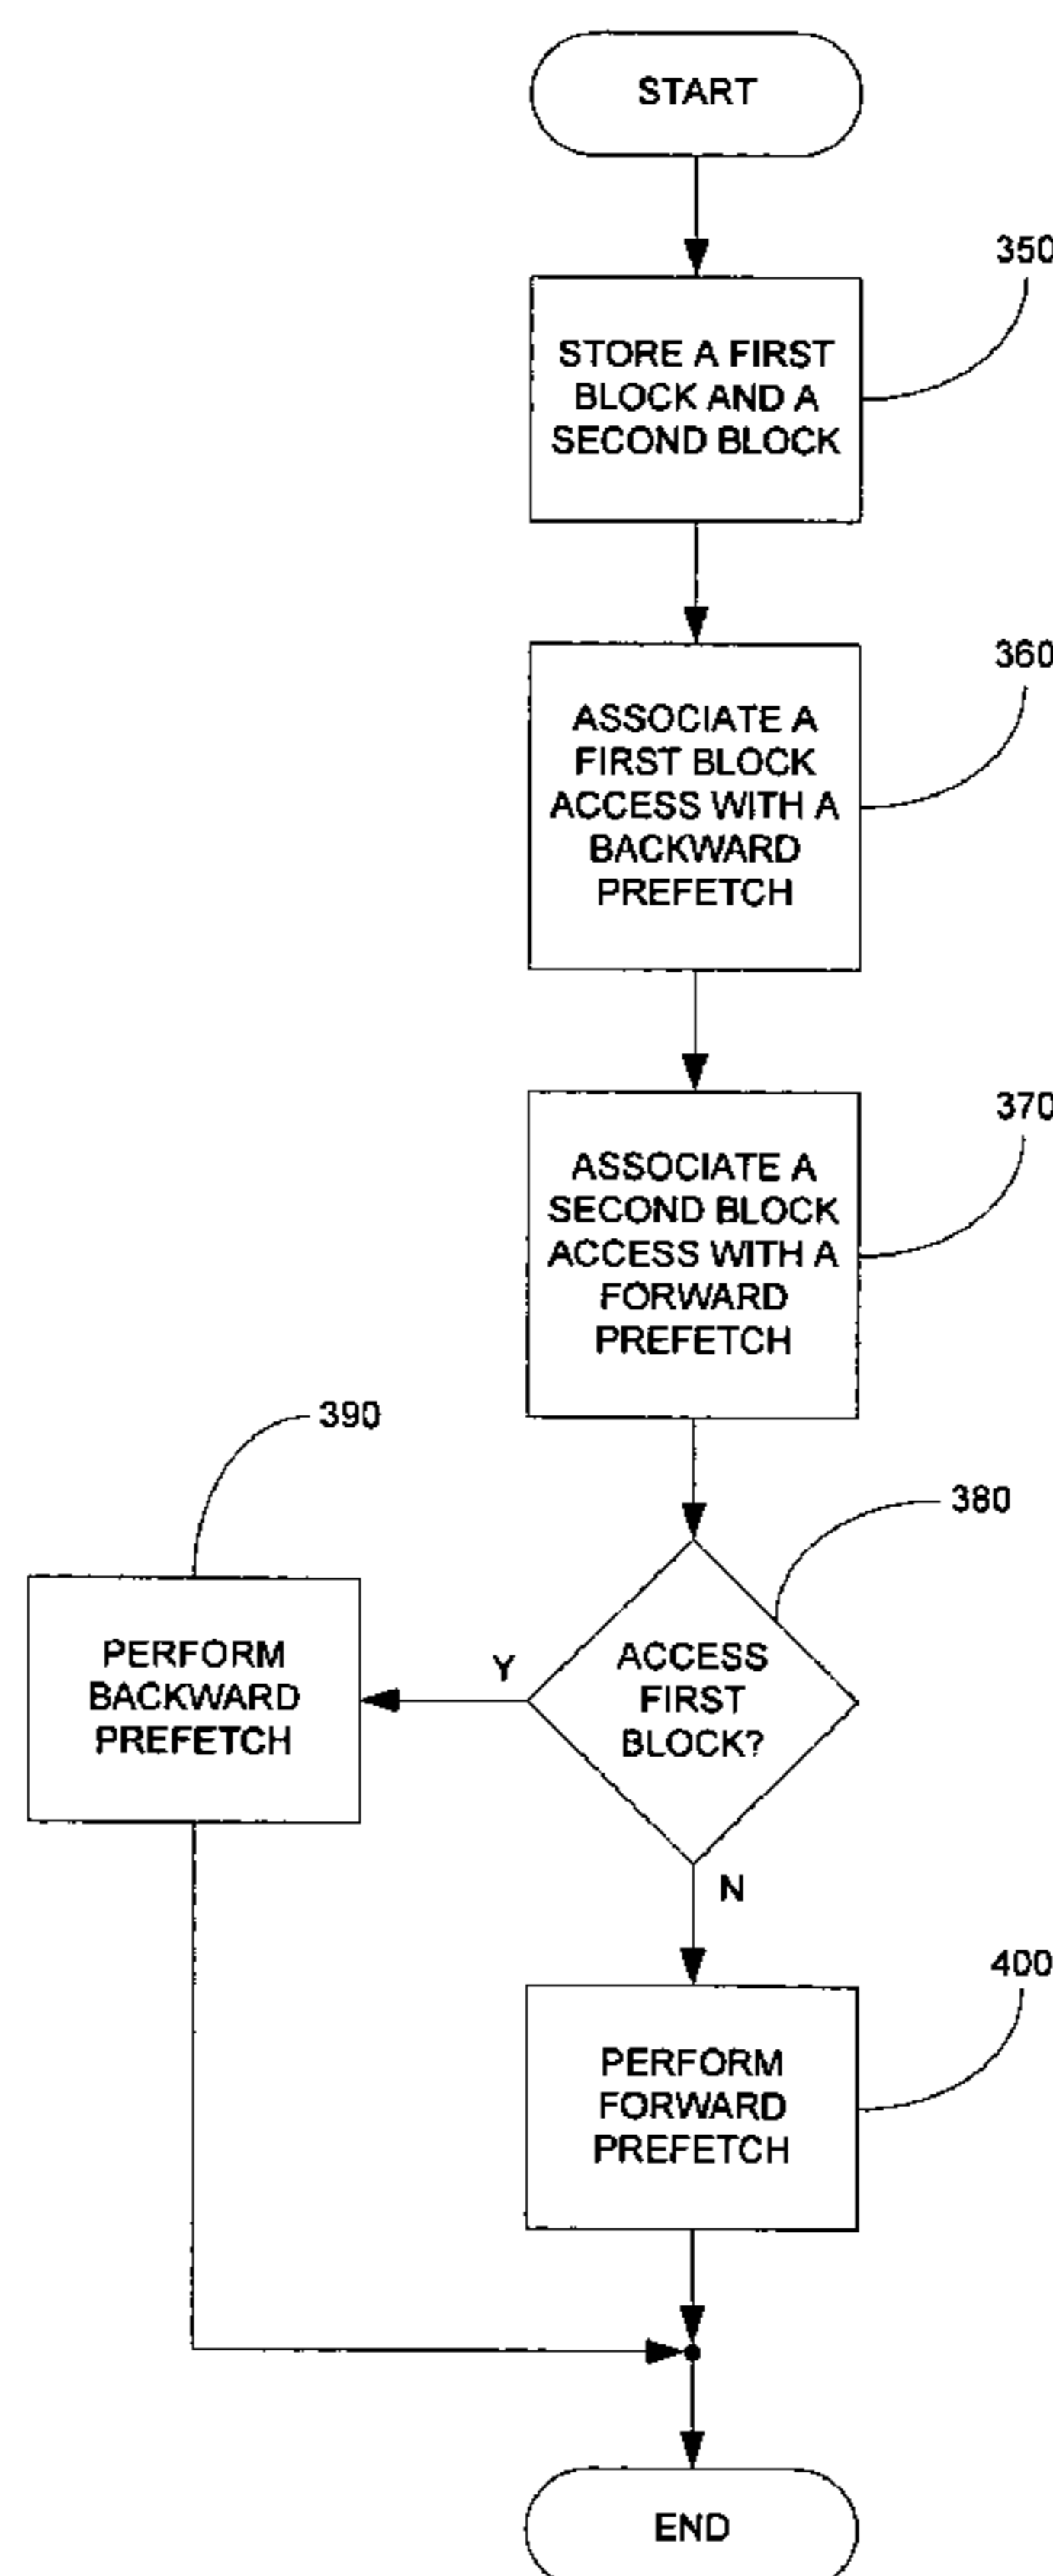 START
350
STORE A FIRST
BLOCK AND A
SECOND BLOCK
360
ASSOCIATE A
FIRST BLOCK
ACCESS WITH A
BACKWARD
PREFETCH
370
ASSOCIATE A
SECOND BLOCK
ACCESS WITH A
FORWARD
PREFETCH
390
380
PERFORM
BACKWARD
PREFETCH
Y
ACCESS
FIRST
BLOCK?
N
400
PERFORM
FORWARD
PREFETCH
END